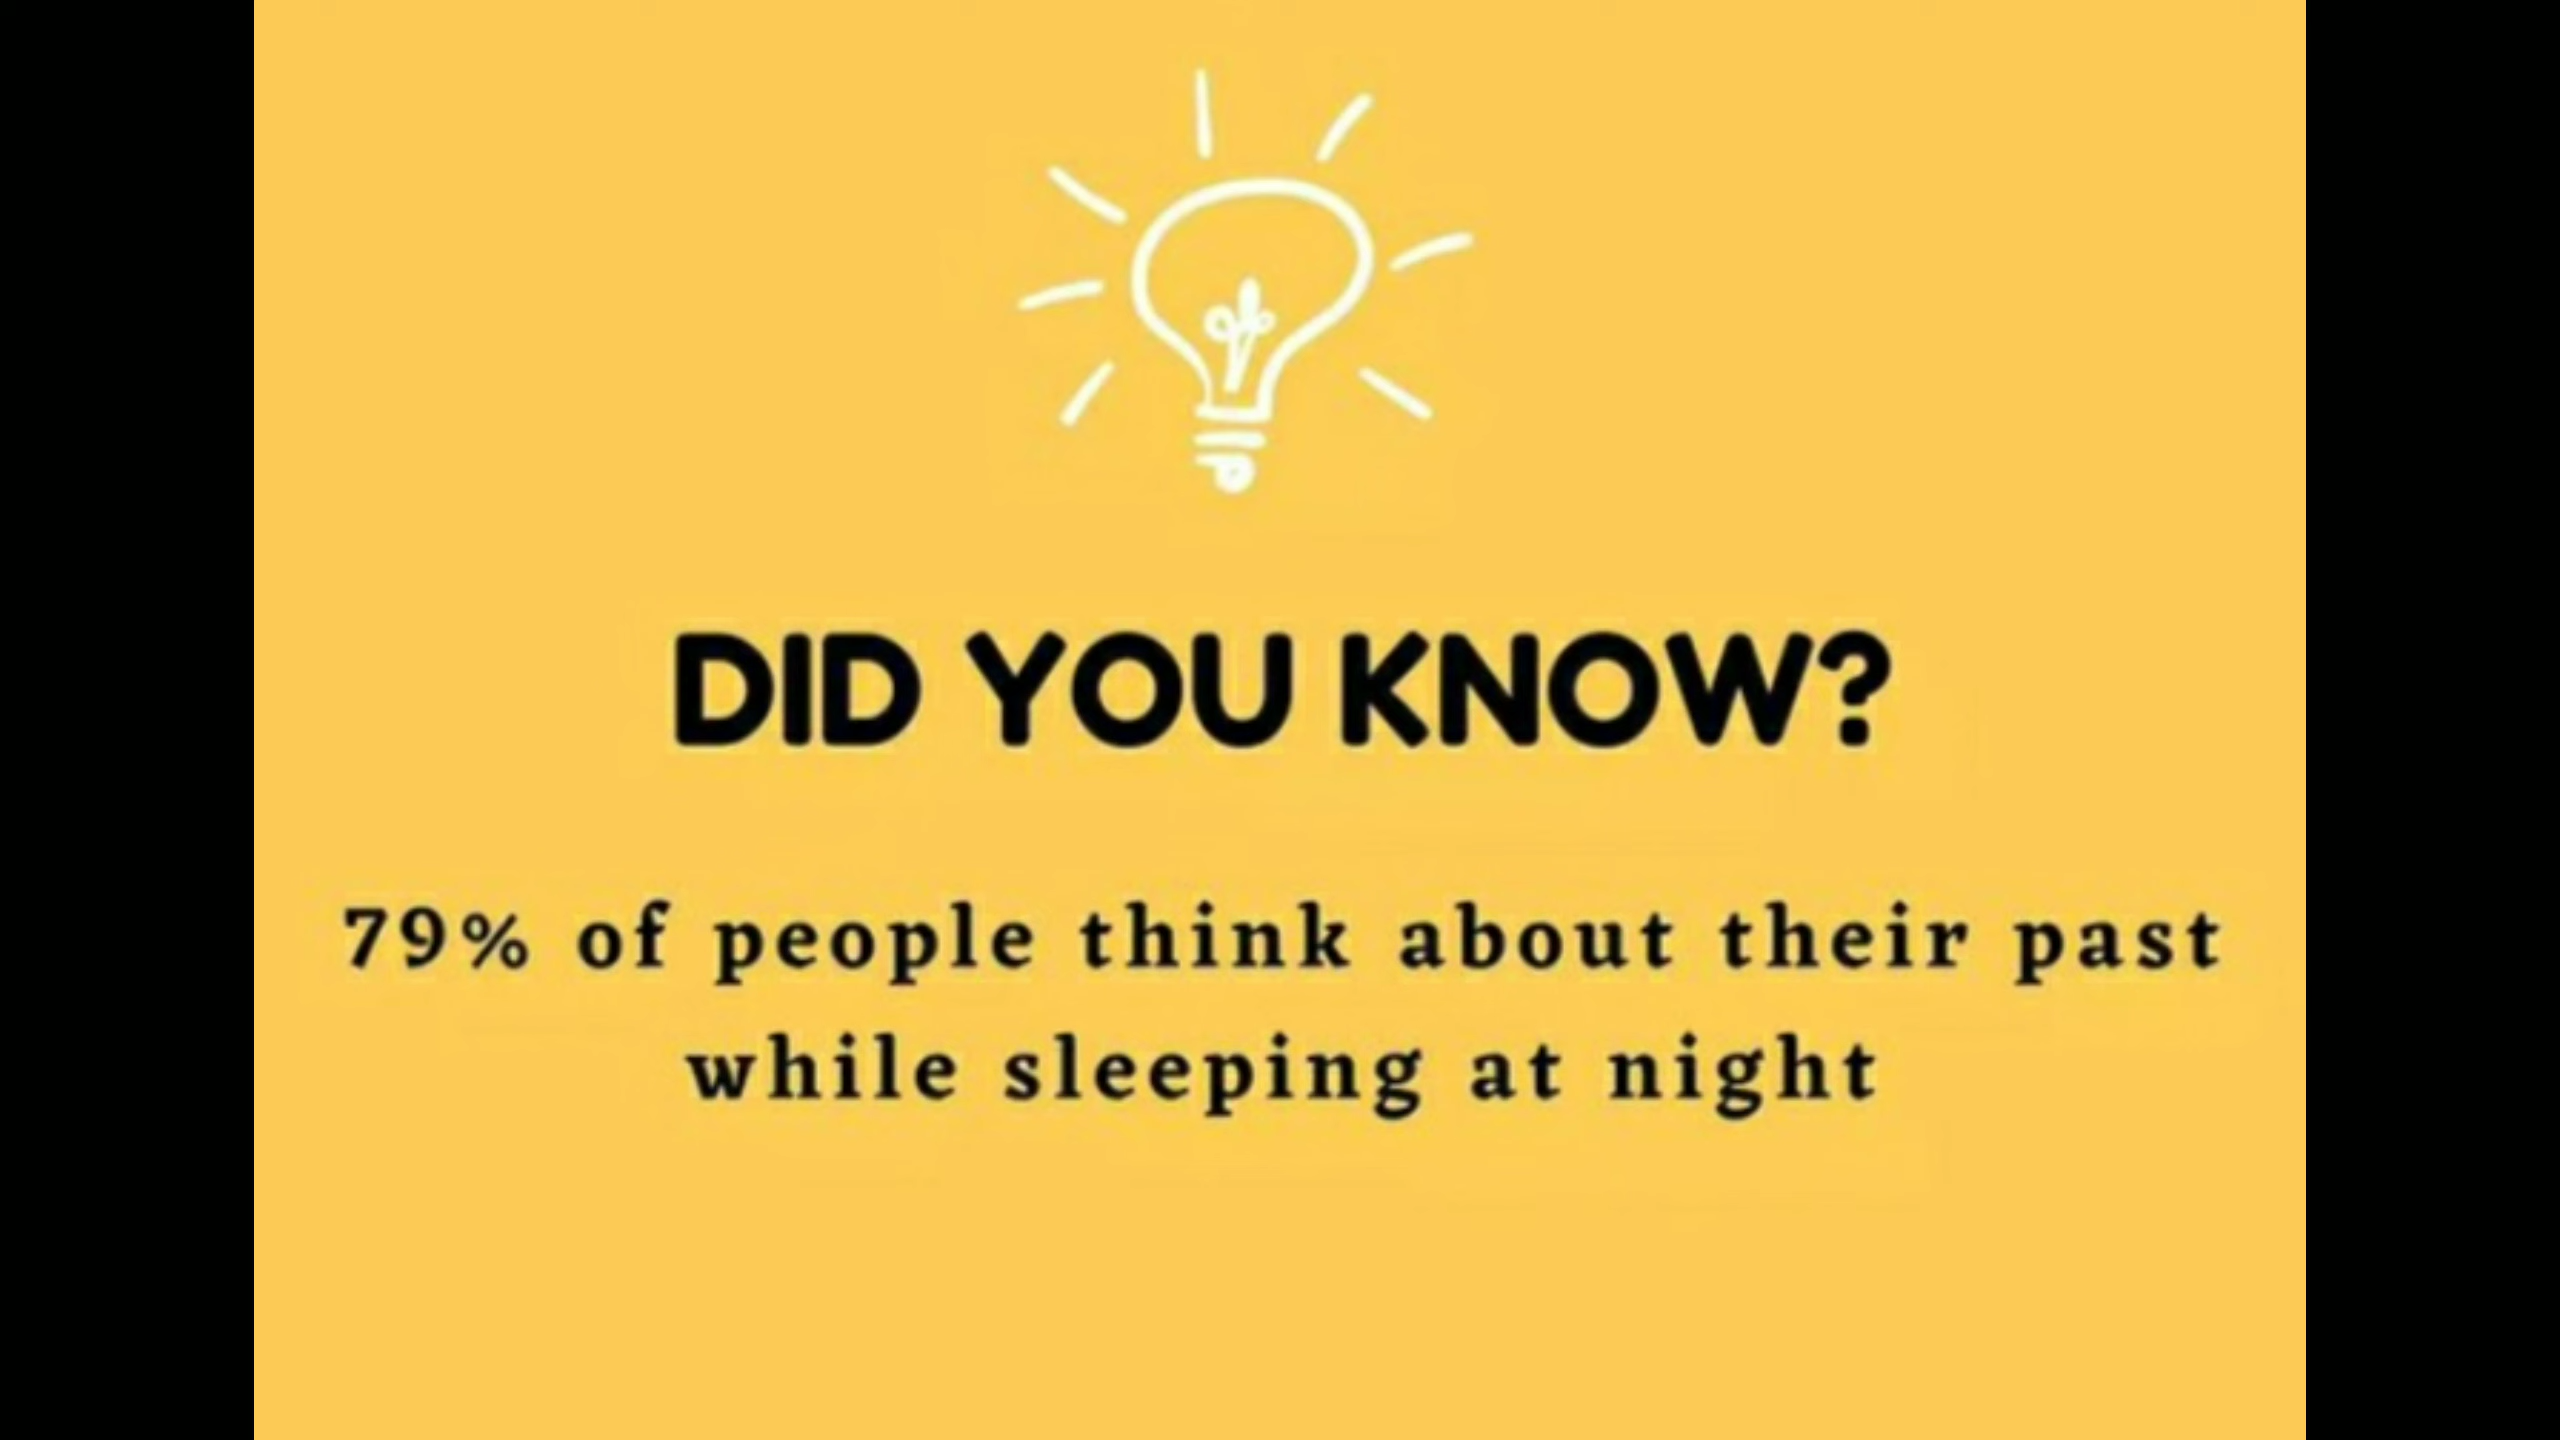 DID YOU KNOW?
79% of people think about their past
while sleeping at night